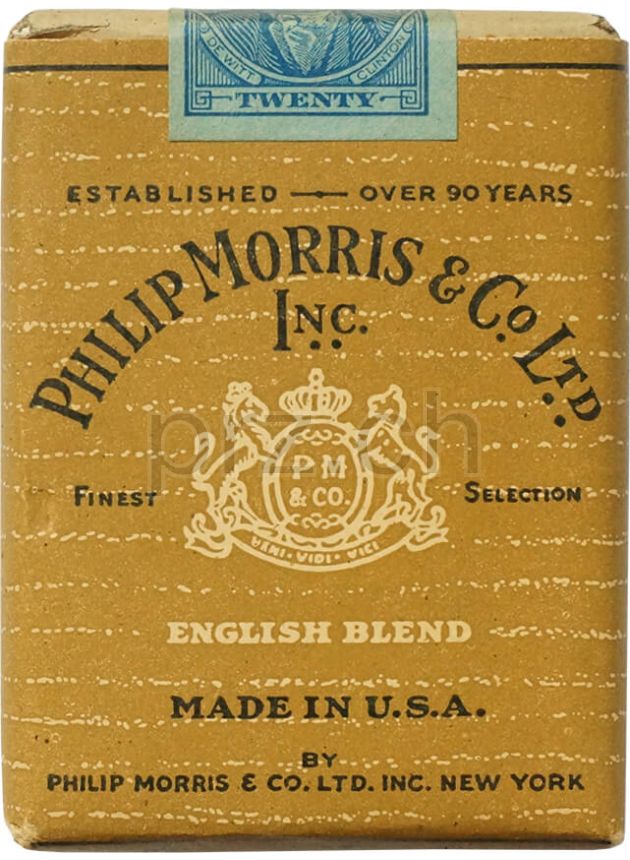 DEWITT CLINTON
TWENTY
ESTABLISHED — OVER 90 YEARS
PHILIP MORRIS & CO. LTD.
INC.
P M
& CO.
FINEST SELECTION
VENI · VIDI · VICI
ENGLISH BLEND
MADE IN U.S.A.
BY
PHILIP MORRIS & CO. LTD. INC. NEW YORK